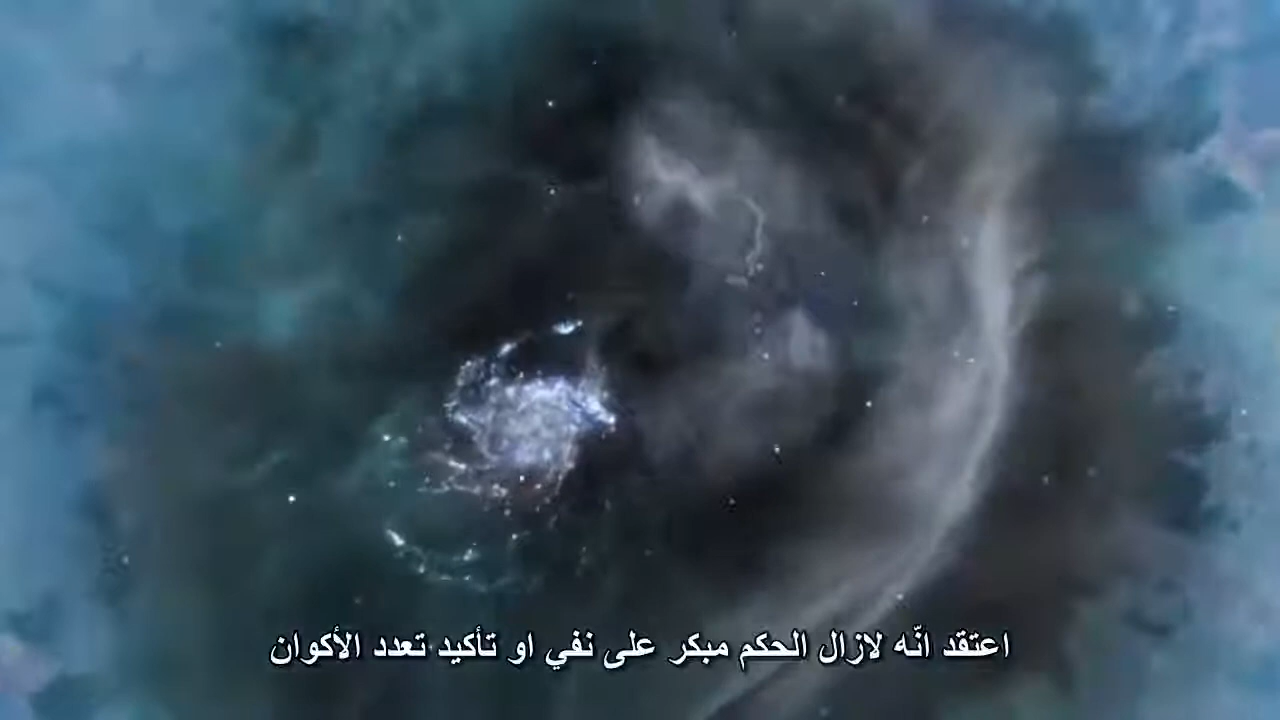 اعتقد انّه لازال الحكم مبكر على نفي او تأكيد تعدد الأكوان